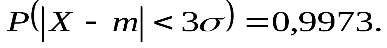 P(|X - m| < 3σ) = 0,9973.